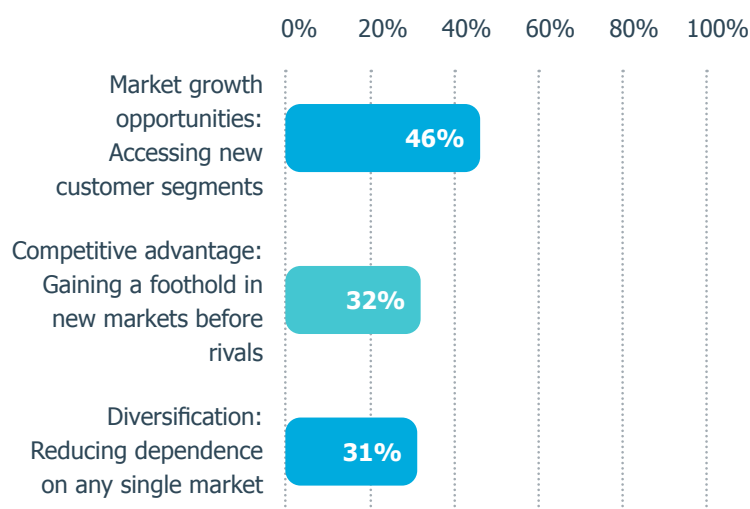 0% 20% 40% 60% 80% 100%
Market growth
opportunities:
Accessing new
customer segments
46%
Competitive advantage:
Gaining a foothold in
new markets before
rivals
32%
Diversification:
Reducing dependence
on any single market
31%